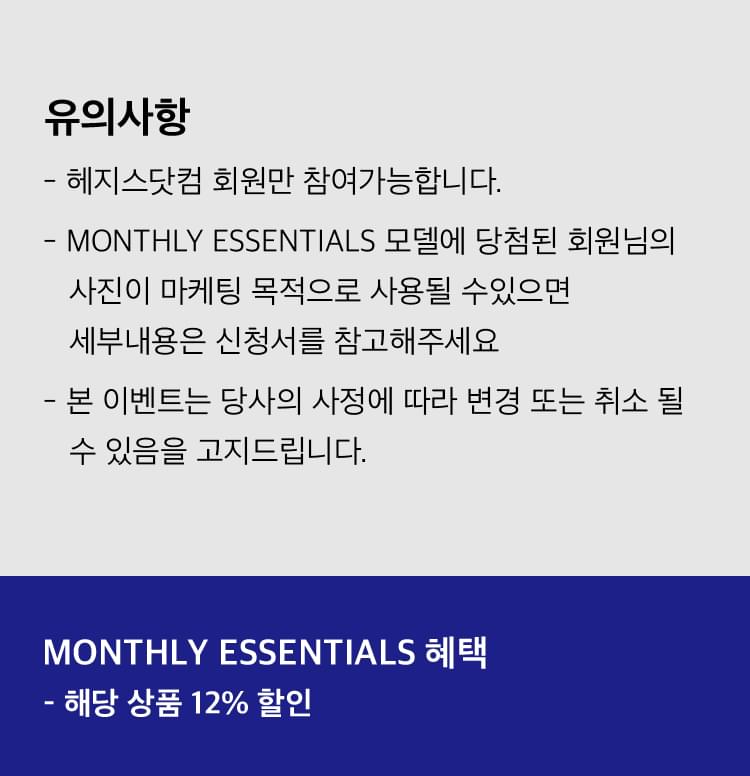 유의사항
- 헤지스닷컴 회원만 참여가능합니다.
- MONTHLY ESSENTIALS 모델에 당첨된 회원님의
사진이 마케팅 목적으로 사용될 수있으면
세부내용은 신청서를 참고해주세요
- 본 이벤트는 당사의 사정에 따라 변경 또는 취소 될
수 있음을 고지드립니다.
MONTHLY ESSENTIALS 혜택
- 해당 상품 12% 할인